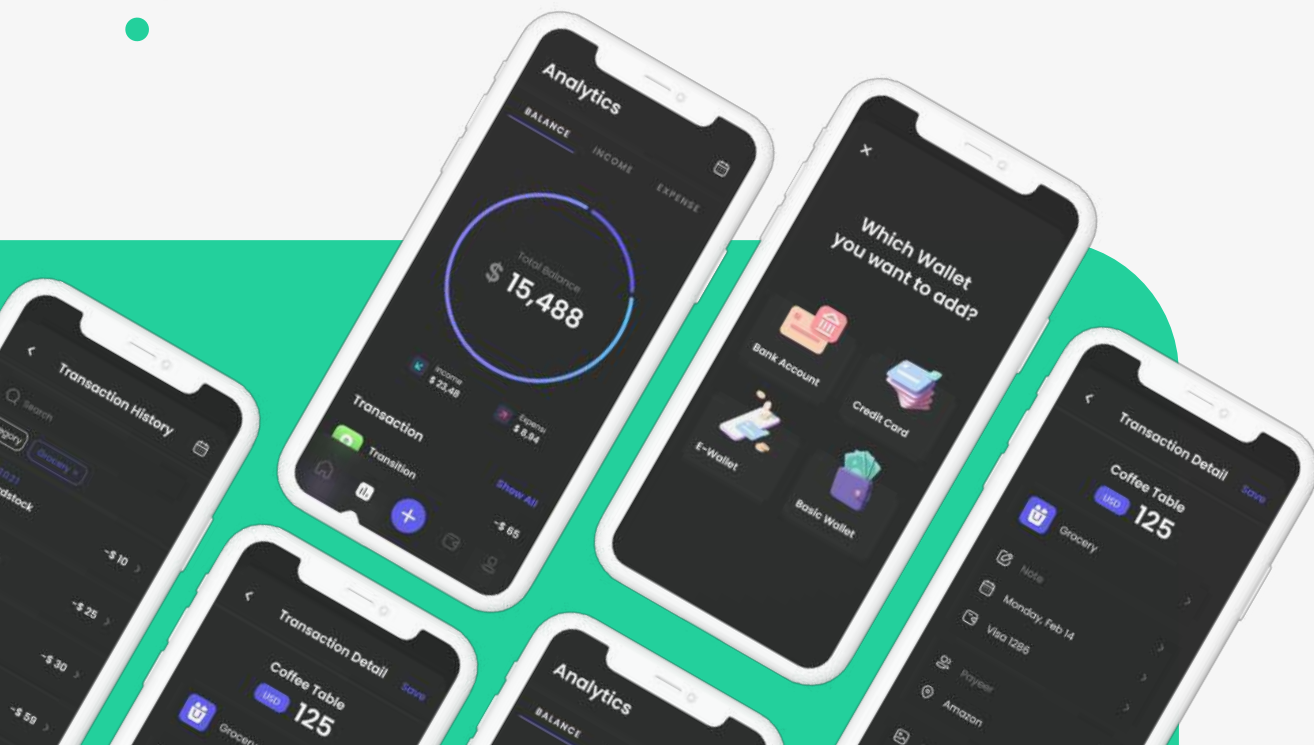 Analytics
BALANCE
INCOME
EXPENSE
Total Balance
$ 15,488
Income
$ 23,48
Expensi
$ 8,94
Transaction
Show All
Transition
-$ 65
Which Wallet
you want to add?
Bank Account
Credit Card
E-Wallet
Basic Wallet
Transaction History
Search
Grocery ×
-$ 10
-$ 25
-$ 30
-$ 59
Transaction Detail
Save
Coffee Table
USD 125
Grocery
Note
Monday, Feb 14
Visa 1286
Payeer
Amazon
Transaction Detail
Save
Coffee Table
USD 125
Analytics
BALANCE